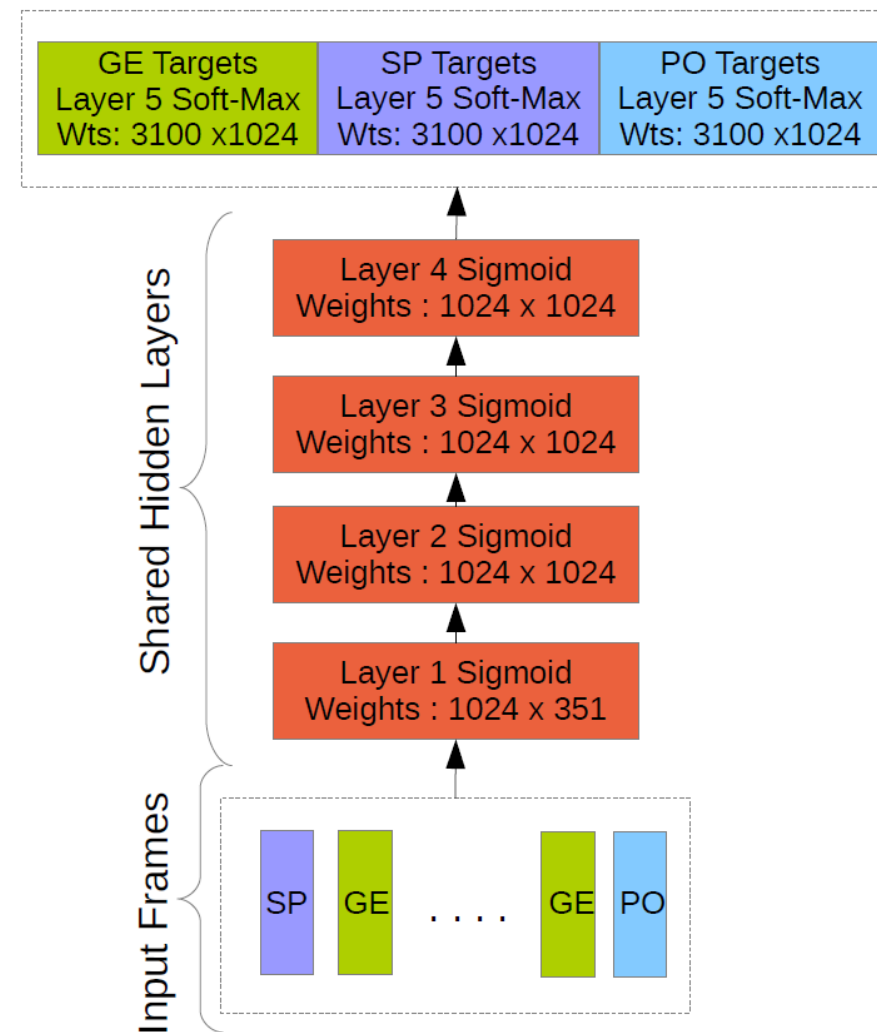 GE Targets
Layer 5 Soft-Max
Wts: 3100 x1024
SP Targets
Layer 5 Soft-Max
Wts: 3100 x1024
PO Targets
Layer 5 Soft-Max
Wts: 3100 x1024
Shared Hidden Layers
Layer 4 Sigmoid
Weights : 1024 x 1024
Layer 3 Sigmoid
Weights : 1024 x 1024
Layer 2 Sigmoid
Weights : 1024 x 1024
Layer 1 Sigmoid
Weights : 1024 x 351
Input Frames
SP GE . . . . GE PO